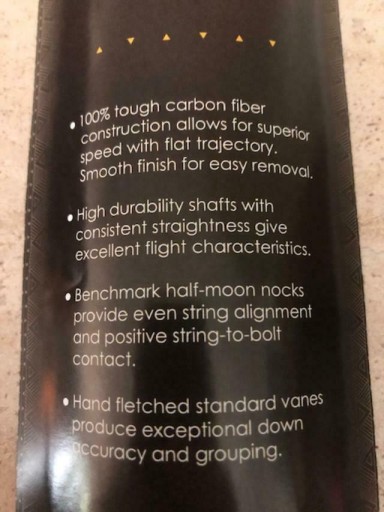 • 100% tough carbon fiber
construction allows for superior
speed with flat trajectory.
Smooth finish for easy removal.
• High durability shafts with
consistent straightness give
excellent flight characteristics.
• Benchmark half-moon nocks
provide even string alignment
and positive string-to-bolt
contact.
• Hand fletched standard vanes
produce exceptional down
accuracy and grouping.